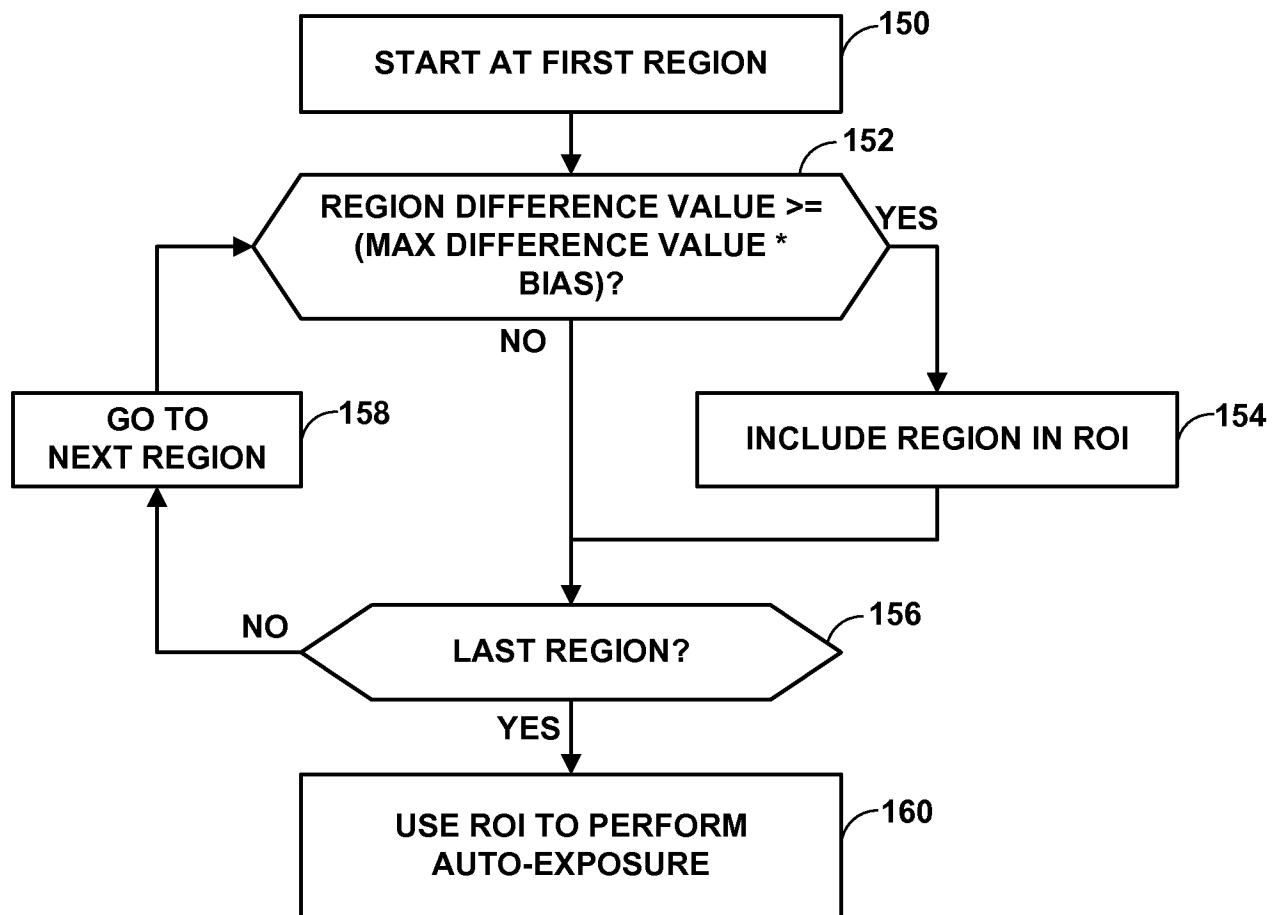 150
START AT FIRST REGION
152
REGION DIFFERENCE VALUE >=
(MAX DIFFERENCE VALUE *
BIAS)?
YES
NO
GO TO
NEXT REGION
158
INCLUDE REGION IN ROI
154
NO
LAST REGION?
156
YES
USE ROI TO PERFORM
AUTO-EXPOSURE
160